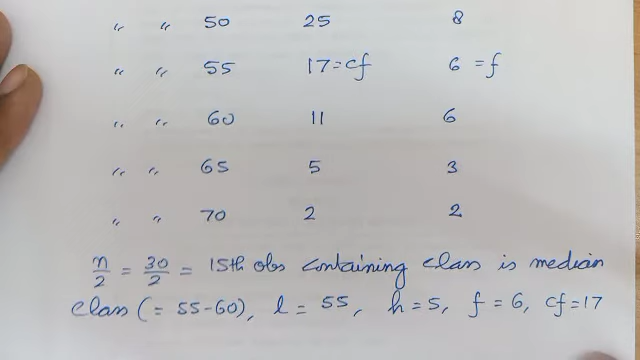 " " 50 25 8
" " 55 17=cf 6 =f
" " 60 11 6
" " 65 5 3
" " 70 2 2
n/2 = 30/2 = 15th obs containing class is median
class (= 55-60), l = 55, h=5, f=6, cf=17